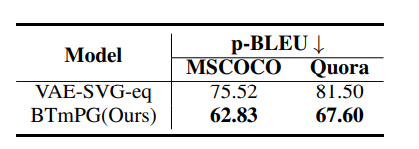 Model p-BLEU ↓
MSCOCO Quora
VAE-SVG-eq 75.52 81.50
BTmPG(Ours) 62.83 67.60